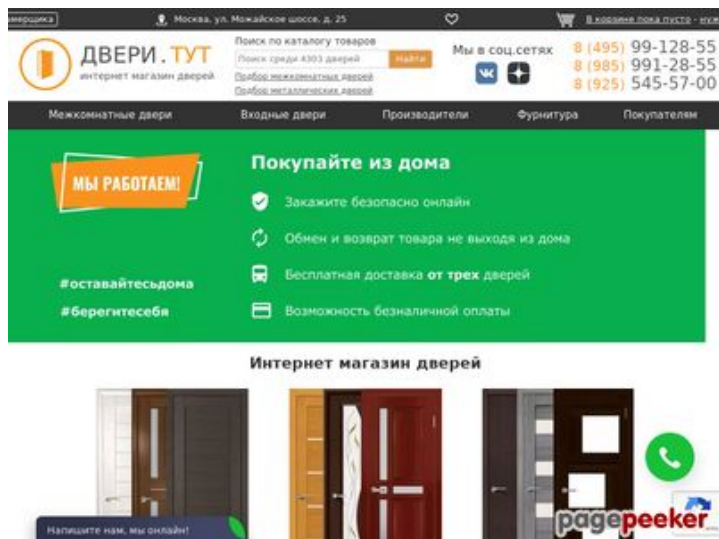 Москва, ул. Можайское шоссе, д. 25
В корзине пока пусто -
ДВЕРИ.ТУТ
интернет магазин дверей
Поиск по каталогу товаров
Поиск среди 4303 дверей
Найти
Подбор межкомнатных дверей
Подбор металлических дверей
Мы в соц.сетях
8 (495) 99-128-55
8 (985) 991-28-55
8 (925) 545-57-00
Межкомнатные двери
Входные двери
Производители
Фурнитура
Покупателям
МЫ РАБОТАЕМ!
#оставайтесьдома
#берегитесебя
Покупайте из дома
Закажите безопасно онлайн
Обмен и возврат товара не выходя из дома
Бесплатная доставка от трех дверей
Возможность безналичной оплаты
Интернет магазин дверей
Напишите нам, мы онлайн!
pagepeeker